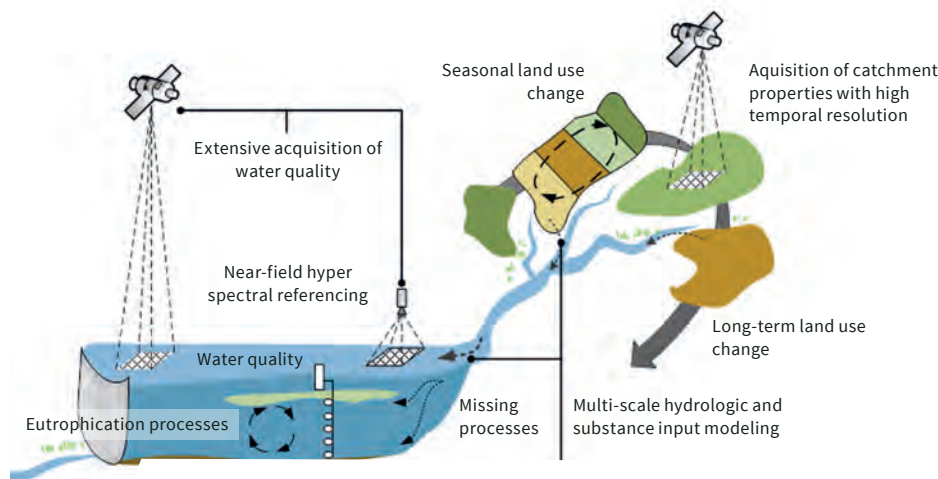 Seasonal land use
change
Aquisition of catchment
properties with high
temporal resolution
Extensive acquisition of
water quality
Near-field hyper
spectral referencing
Long-term land use
change
Water quality
Missing
processes
Multi-scale hydrologic and
substance input modeling
Eutrophication processes